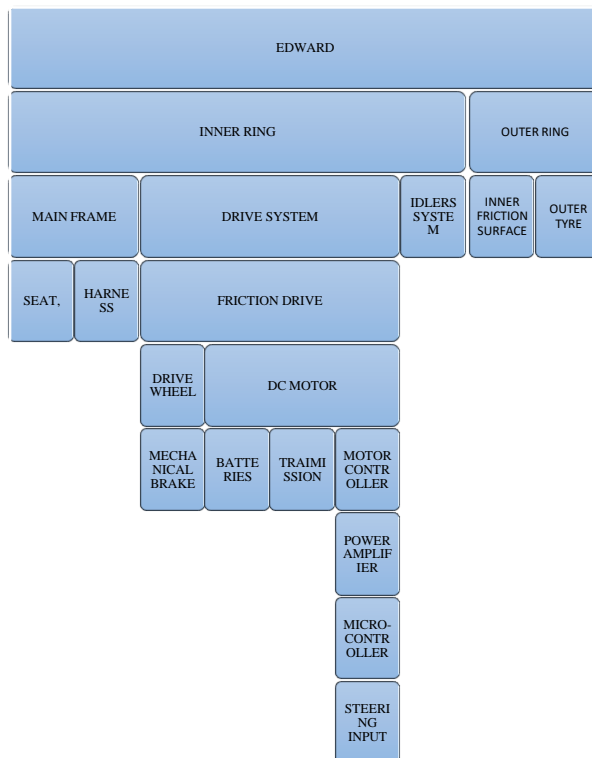 EDWARD
INNER RING
OUTER RING
MAIN FRAME
DRIVE SYSTEM
IDLERS
SYSTE
M
INNER
FRICTION
SURFACE
OUTER
TYRE
SEAT,
HARNE
SS
FRICTION DRIVE
DRIVE
WHEEL
DC MOTOR
MECHA
NICAL
BRAKE
BATTE
RIES
TRAIMI
SSION
MOTOR
CONTR
OLLER
POWER
AMPLIF
IER
MICRO-
CONTR
OLLER
STEERI
NG
INPUT